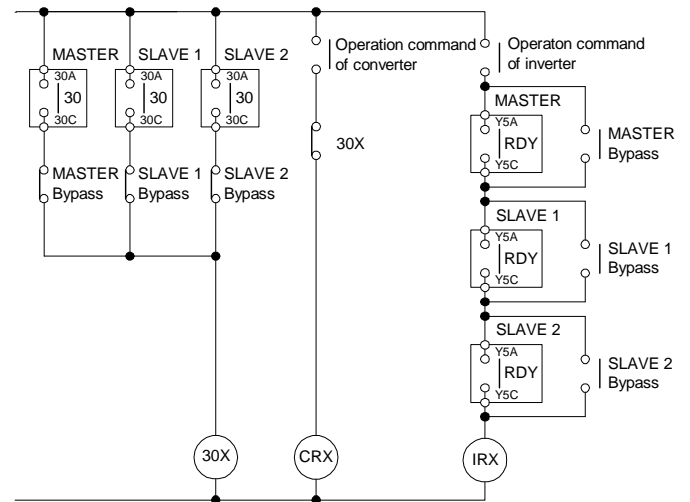 MASTER
30A
30
30C
MASTER
Bypass
SLAVE 1
30A
30
30C
SLAVE 1
Bypass
SLAVE 2
30A
30
30C
SLAVE 2
Bypass
30X
Operation command
of converter
30X
CRX
Operaton command
of inverter
MASTER
Y5A
RDY
Y5C
MASTER
Bypass
SLAVE 1
Y5A
RDY
Y5C
SLAVE 1
Bypass
SLAVE 2
Y5A
RDY
Y5C
SLAVE 2
Bypass
IRX